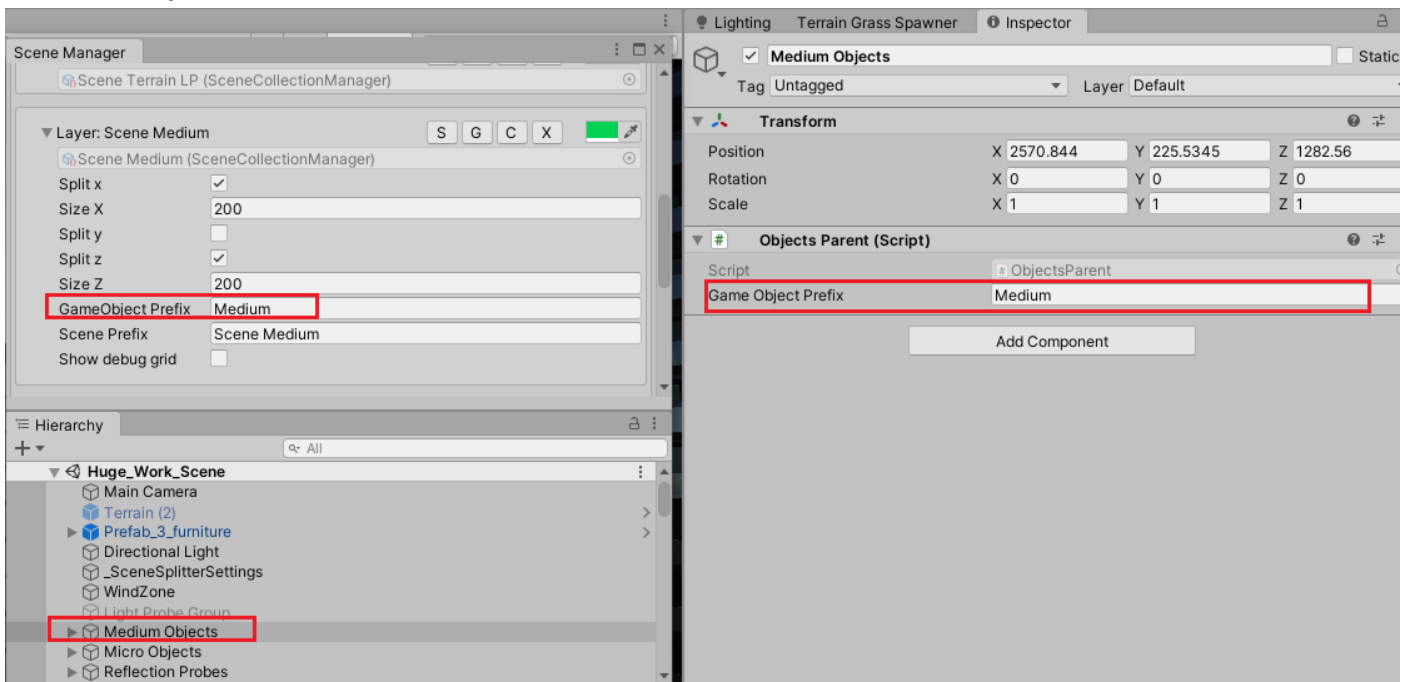 Scene Manager
Scene Terrain LP (SceneCollectionManager)
Layer: Scene Medium S G C X
Scene Medium (SceneCollectionManager)
Split x
Size X 200
Split y
Split z
Size Z 200
GameObject Prefix Medium
Scene Prefix Scene Medium
Show debug grid
Hierarchy
All
Huge_Work_Scene
Main Camera
Terrain (2)
Prefab_3_furniture
Directional Light
_SceneSplitterSettings
WindZone
Light Probe Group
Medium Objects
Micro Objects
Reflection Probes
Lighting Terrain Grass Spawner Inspector
Medium Objects Static
Tag Untagged Layer Default
Transform
Position X 2570.844 Y 225.5345 Z 1282.56
Rotation X 0 Y 0 Z 0
Scale X 1 Y 1 Z 1
# Objects Parent (Script)
Script # ObjectsParent
Game Object Prefix Medium
Add Component